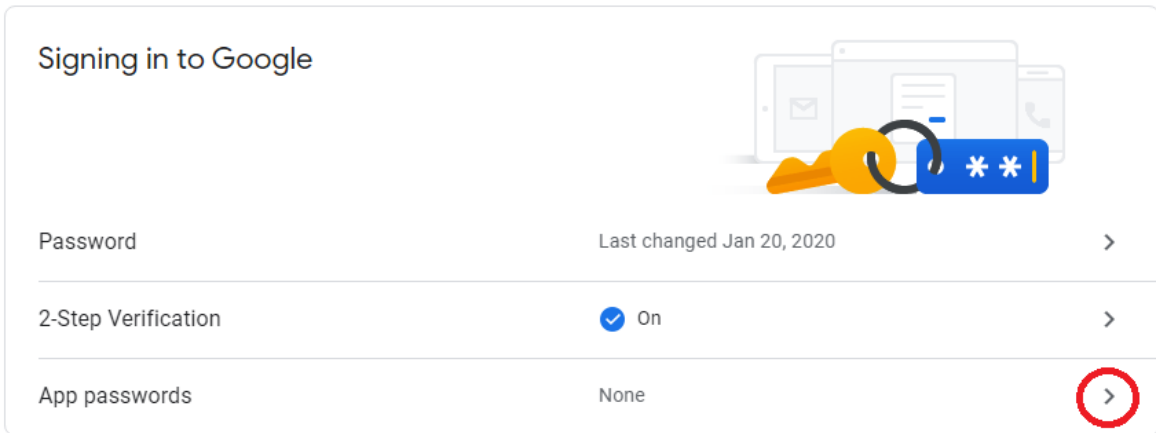 Signing in to Google
**
Password Last changed Jan 20, 2020
2-Step Verification On
App passwords None